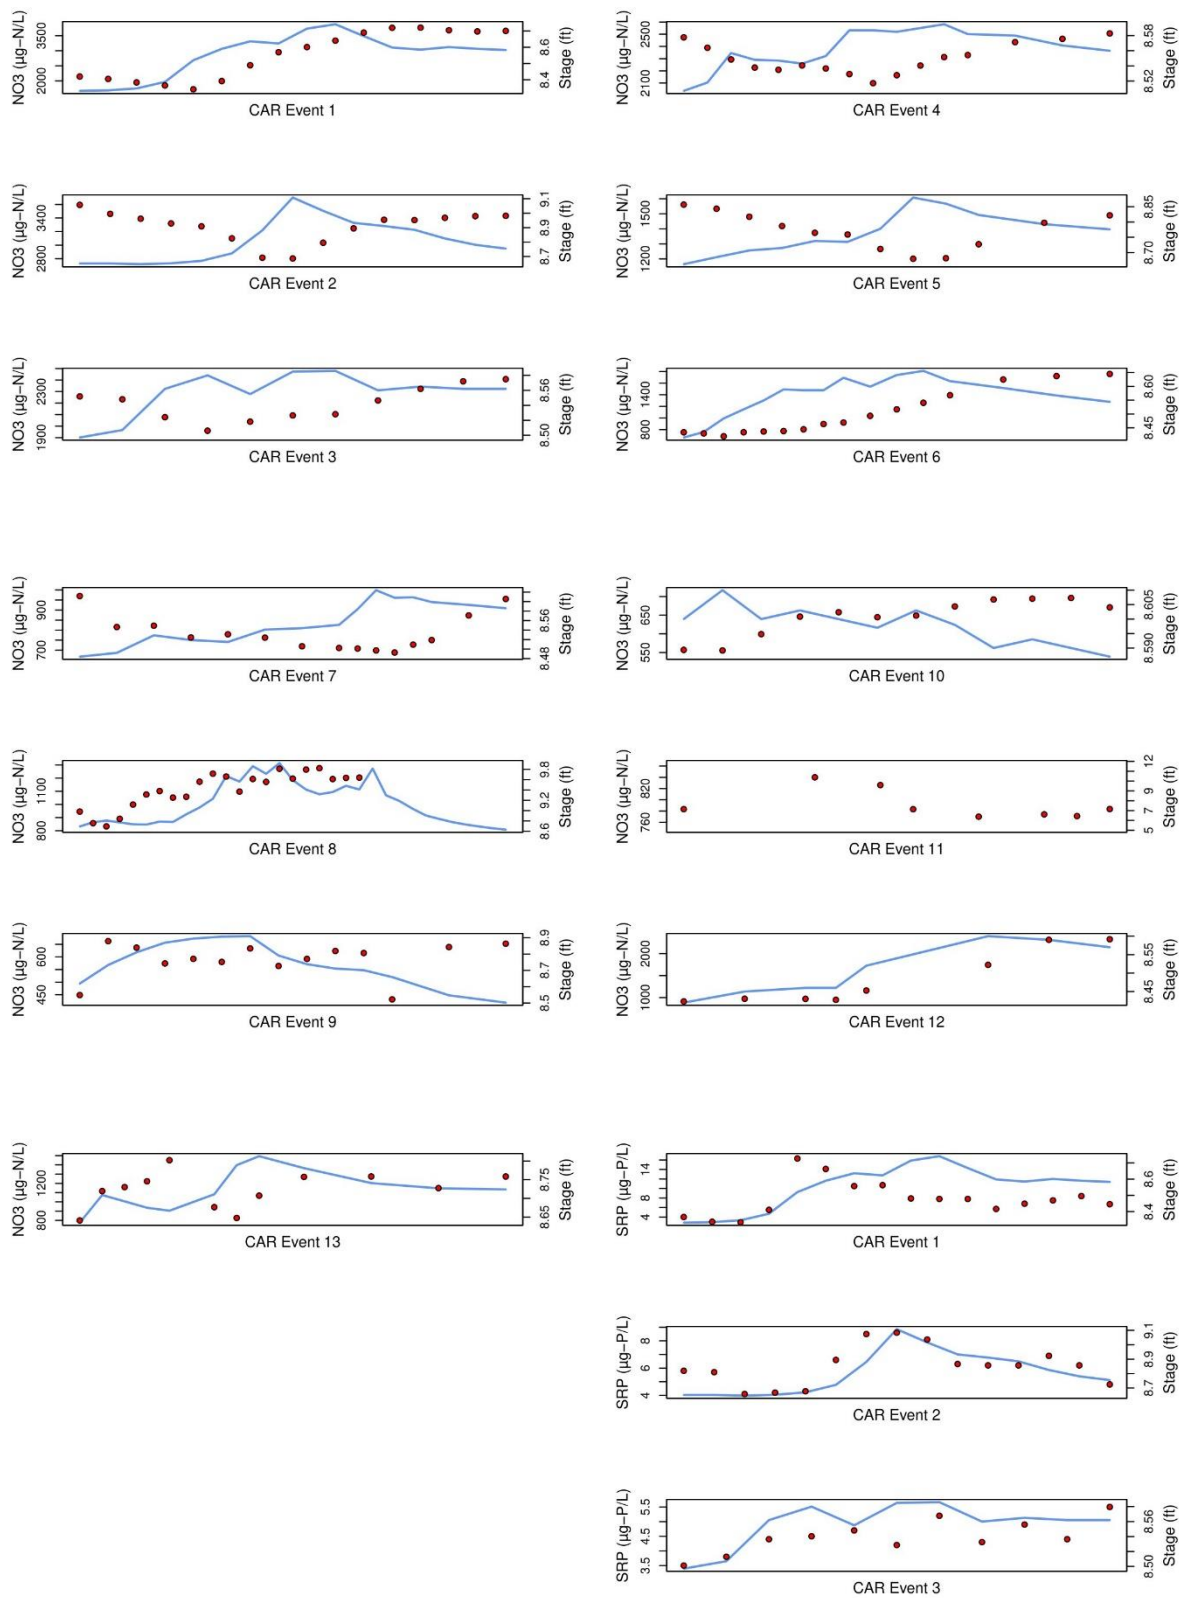 NO3 (µg−N/L)
2000 3500
8.4 8.6
Stage (ft)
CAR Event 1
NO3 (µg−N/L)
2100 2500
8.52 8.58
Stage (ft)
CAR Event 4
NO3 (µg−N/L)
2800 3400
8.7 8.9 9.1
Stage (ft)
CAR Event 2
NO3 (µg−N/L)
1200 1500
8.70 8.85
Stage (ft)
CAR Event 5
NO3 (µg−N/L)
1900 2300
8.50 8.56
Stage (ft)
CAR Event 3
NO3 (µg−N/L)
800 1400
8.45 8.60
Stage (ft)
CAR Event 6
NO3 (µg−N/L)
700 900
8.48 8.56
Stage (ft)
CAR Event 7
NO3 (µg−N/L)
550 650
8.590 8.605
Stage (ft)
CAR Event 10
NO3 (µg−N/L)
800 1100
8.6 9.2 9.8
Stage (ft)
CAR Event 8
NO3 (µg−N/L)
760 820
5 7 9 12
Stage (ft)
CAR Event 11
NO3 (µg−N/L)
450 600
8.5 8.7 8.9
Stage (ft)
CAR Event 9
NO3 (µg−N/L)
1000 2000
8.45 8.55
Stage (ft)
CAR Event 12
NO3 (µg−N/L)
800 1200
8.65 8.75
Stage (ft)
CAR Event 13
SRP (µg−P/L)
4 8 14
8.4 8.6
Stage (ft)
CAR Event 1
SRP (µg−P/L)
4 6 8
8.7 8.9 9.1
Stage (ft)
CAR Event 2
SRP (µg−P/L)
3.5 4.5 5.5
8.50 8.56
Stage (ft)
CAR Event 3